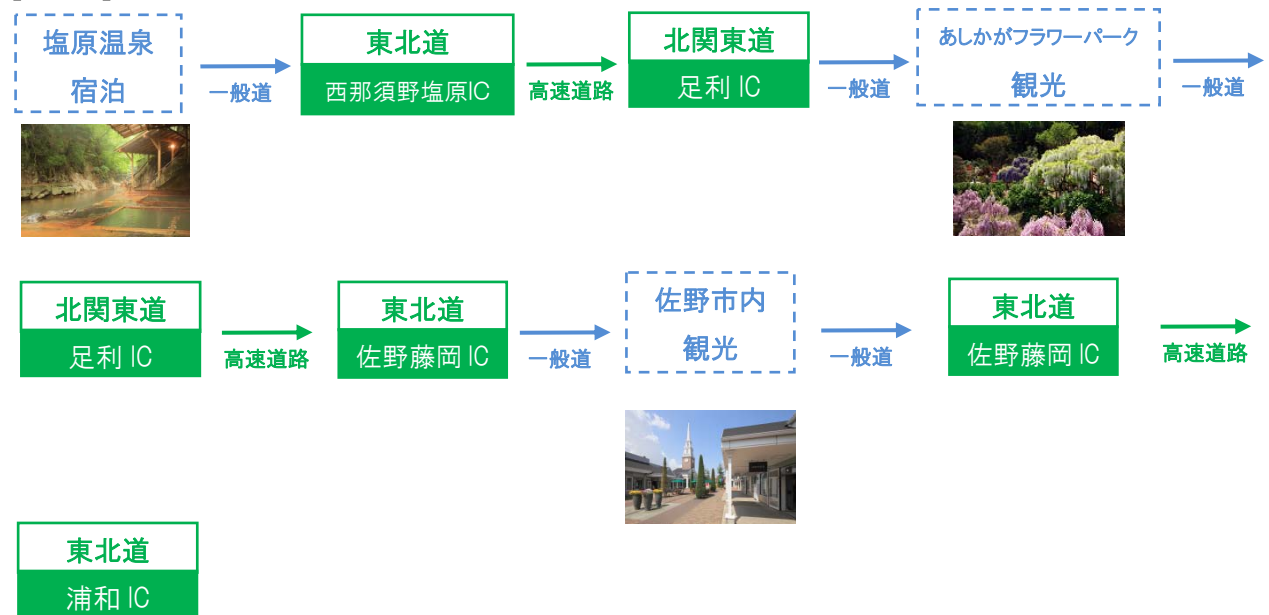 塩原温泉
宿泊
一般道
東北道
西那須野塩原IC
高速道路
北関東道
足利 IC
一般道
あしかがフラワーパーク
観光
一般道
北関東道
足利 IC
高速道路
東北道
佐野藤岡 IC
一般道
佐野市内
観光
一般道
東北道
佐野藤岡 IC
高速道路
東北道
浦和 IC